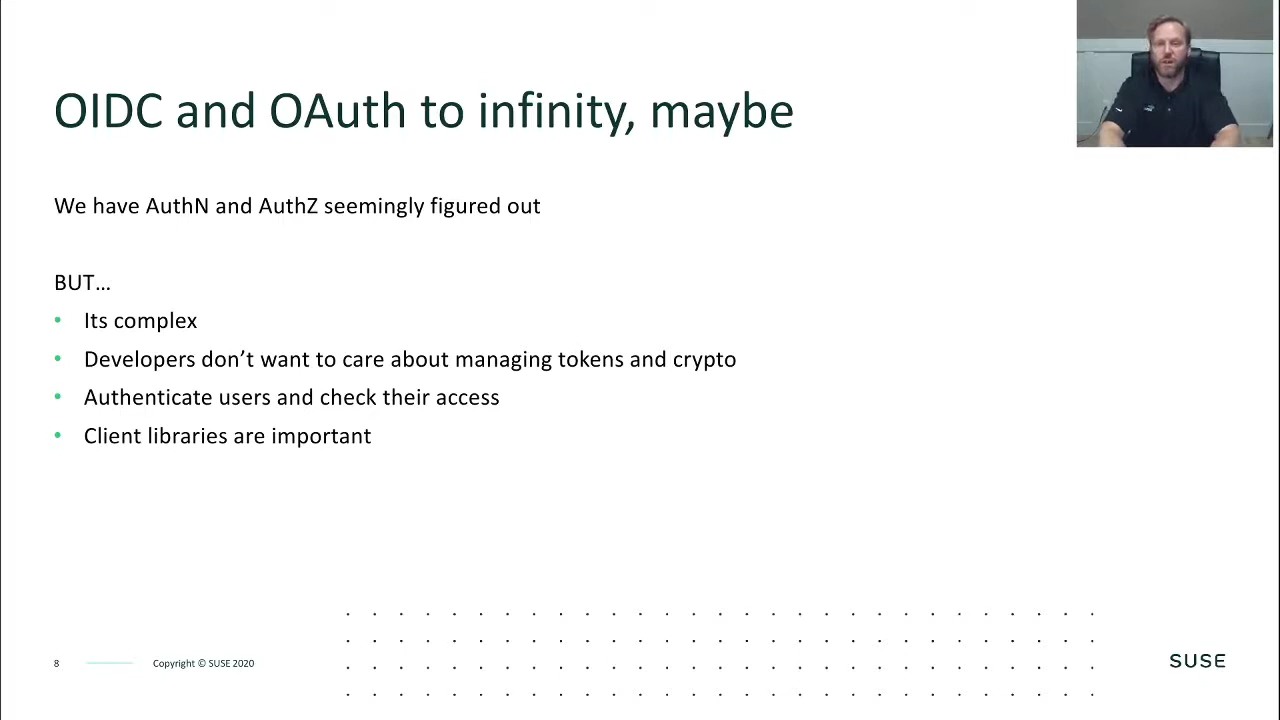 OIDC and OAuth to infinity, maybe
We have AuthN and AuthZ seemingly figured out
BUT…
• Its complex
• Developers don’t want to care about managing tokens and crypto
• Authenticate users and check their access
• Client libraries are important
8 Copyright © SUSE 2020
SUSE